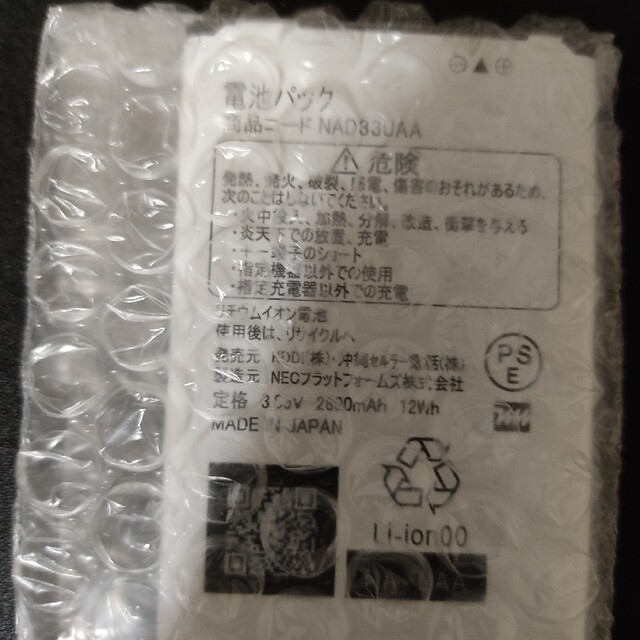 電池パック
商品コード NAD33UAA
危険
発熱、発火、破裂、漏電、傷害のおそれがあるため、
次のことはしないでください。
・火中投入、加熱、分解、改造、衝撃を与える
・炎天下での放置、充電
のショート
・指定機器以外での使用
・指定充電器以外での充電
リチウムイオン電池
使用後は、リサイクルへ
発売元 KDDI(株)・沖縄セルラー電話(株)
製造元 NECプラットフォームズ株式会社
定格 12Wh
MADE IN JAPAN
PS
E
Li-ion00